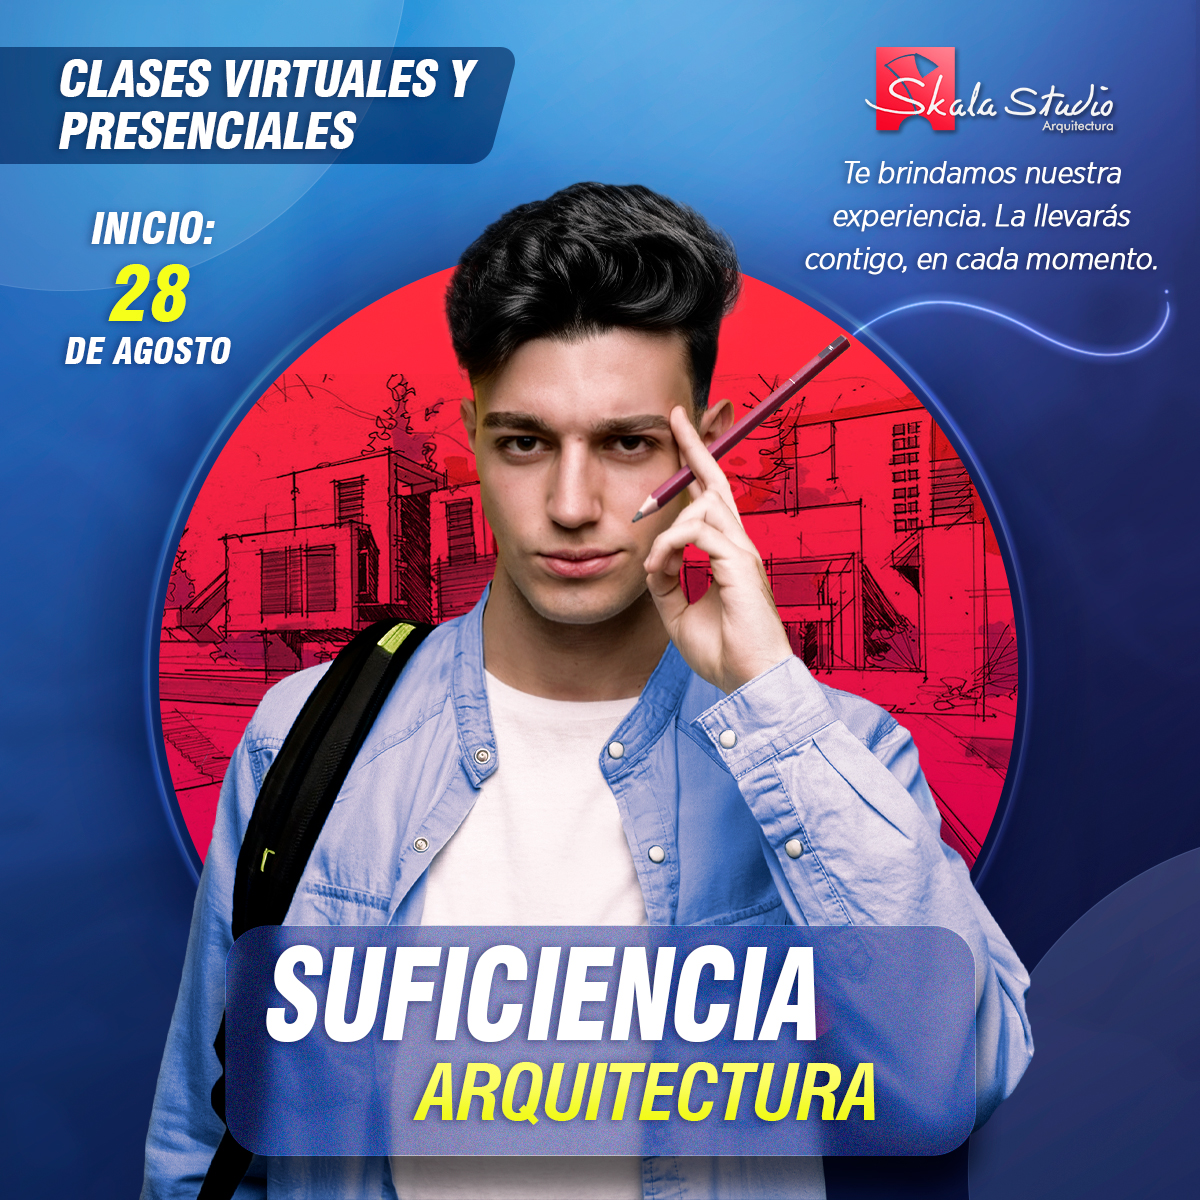 CLASES VIRTUALES Y
PRESENCIALES
INICIO:
28
DE AGOSTO
Skala Studio
Arquitectura
Te brindamos nuestra
experiencia. La llevarás
contigo, en cada momento.
SUFICIENCIA
ARQUITECTURA